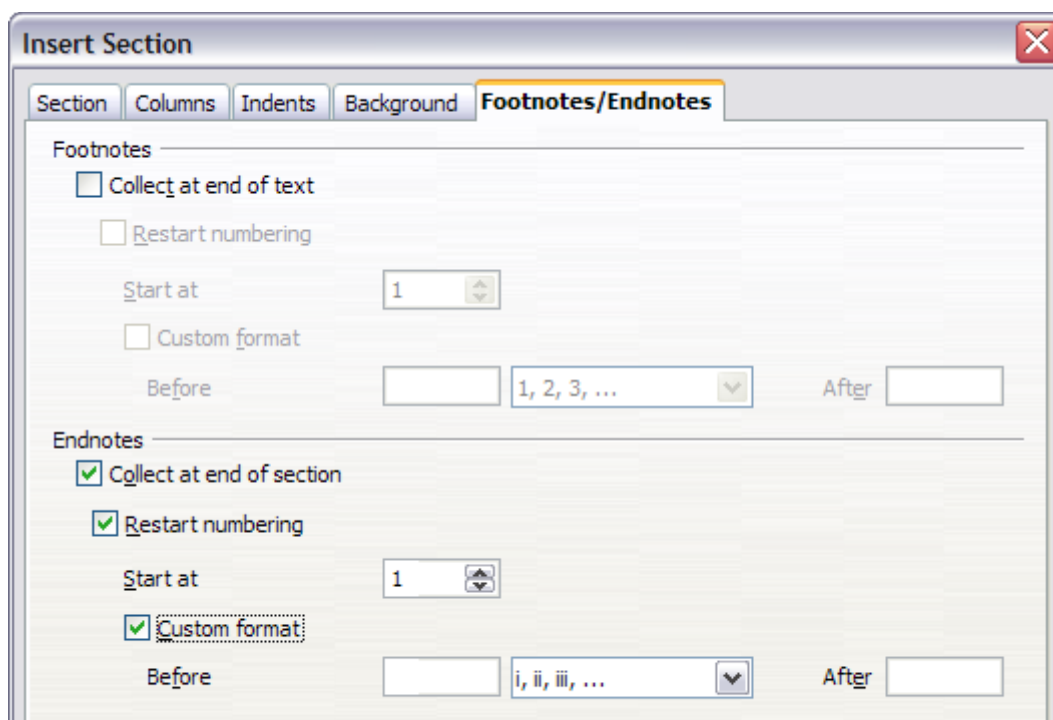 Insert Section
Section Columns Indents Background Footnotes/Endnotes
Footnotes
Collect at end of text
Restart numbering
Start at 1
Custom format
Before 1, 2, 3, ... After
Endnotes
Collect at end of section
Restart numbering
Start at 1
Custom format
Before i, ii, iii, ... After